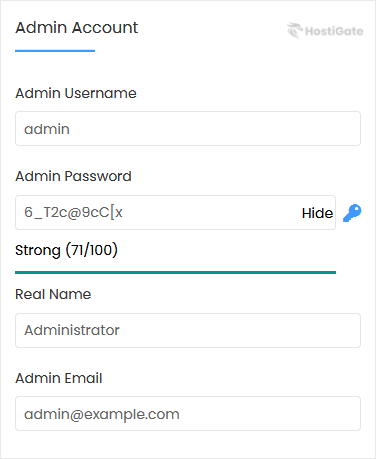 Admin Account
HostiGate
Admin Username
admin
Admin Password
6_T2c@9cC[x
Hide
Strong (71/100)
Real Name
Administrator
Admin Email
admin@example.com